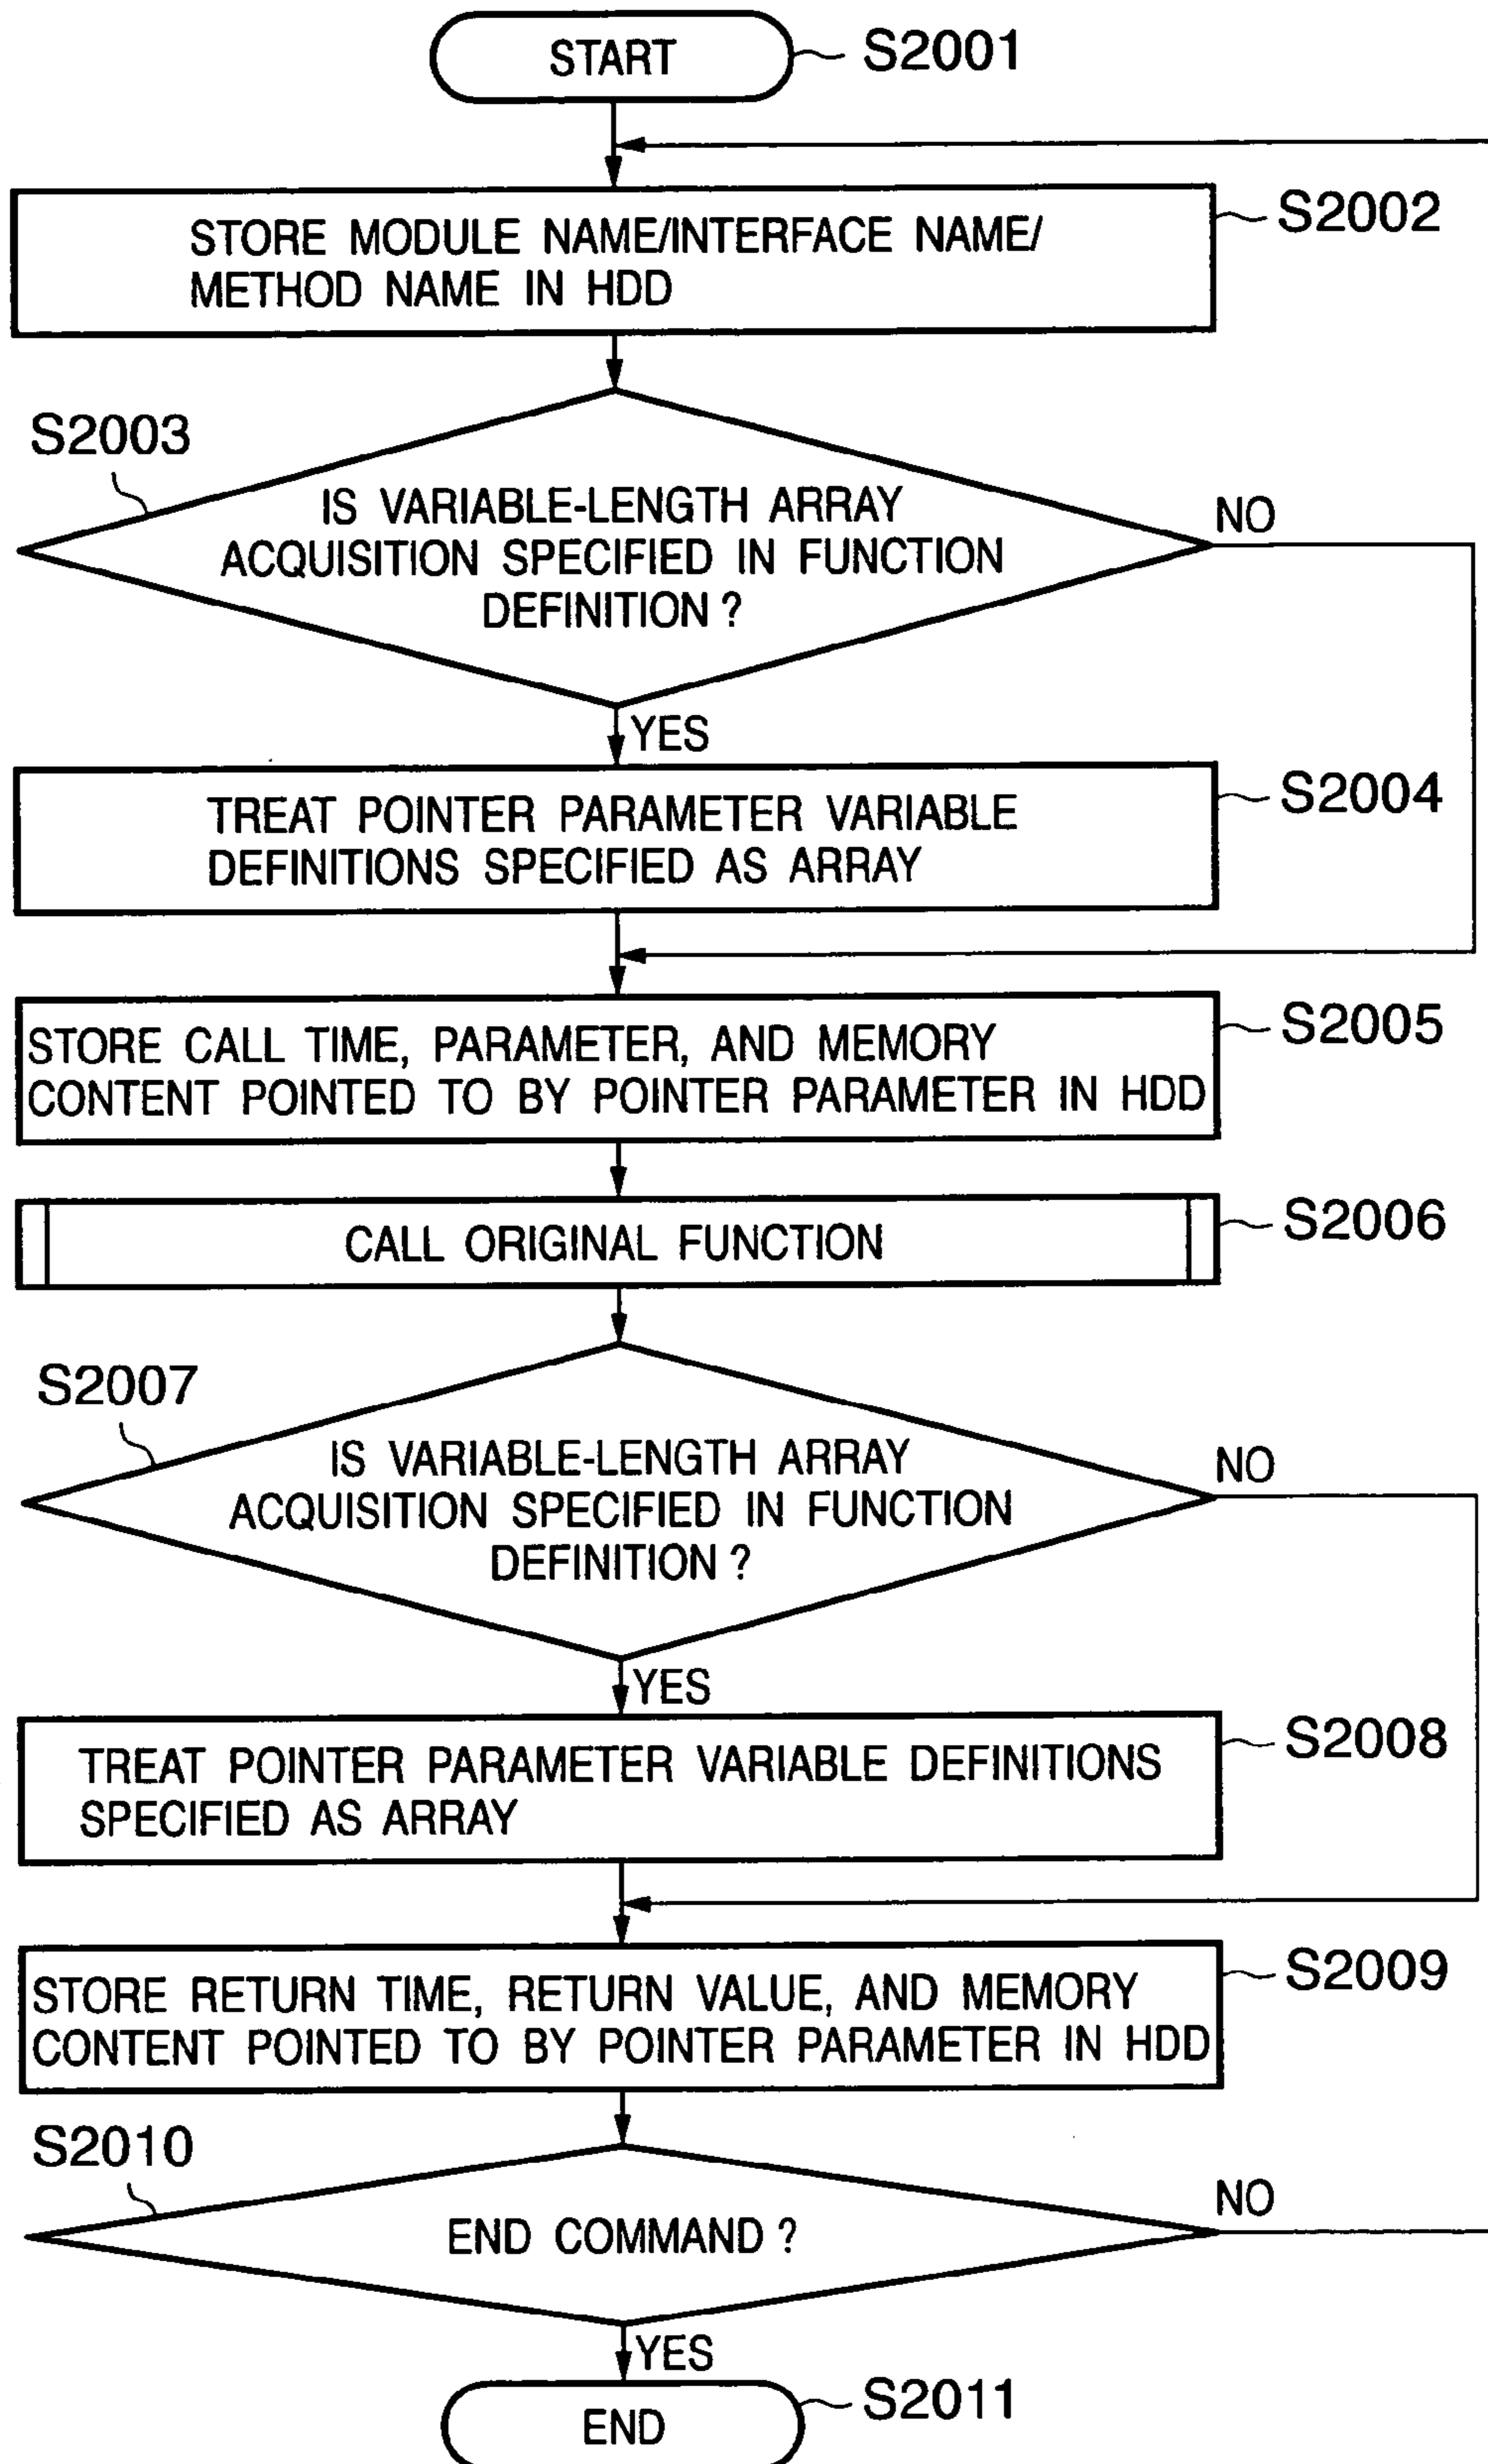 START
S2001
S2002
STORE MODULE NAME/INTERFACE NAME/
METHOD NAME IN HDD
S2003
IS VARIABLE-LENGTH ARRAY
ACQUISITION SPECIFIED IN FUNCTION
DEFINITION ?
NO
YES
S2004
TREAT POINTER PARAMETER VARIABLE
DEFINITIONS SPECIFIED AS ARRAY
S2005
STORE CALL TIME, PARAMETER, AND MEMORY
CONTENT POINTED TO BY POINTER PARAMETER IN HDD
S2006
CALL ORIGINAL FUNCTION
S2007
IS VARIABLE-LENGTH ARRAY
ACQUISITION SPECIFIED IN FUNCTION
DEFINITION ?
NO
YES
S2008
TREAT POINTER PARAMETER VARIABLE DEFINITIONS
SPECIFIED AS ARRAY
S2009
STORE RETURN TIME, RETURN VALUE, AND MEMORY
CONTENT POINTED TO BY POINTER PARAMETER IN HDD
S2010
END COMMAND ?
NO
YES
END
S2011